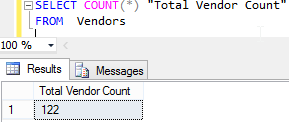 SELECT COUNT(*) "Total Vendor Count"
FROM Vendors
100 %
Results Messages
Total Vendor Count
1 122